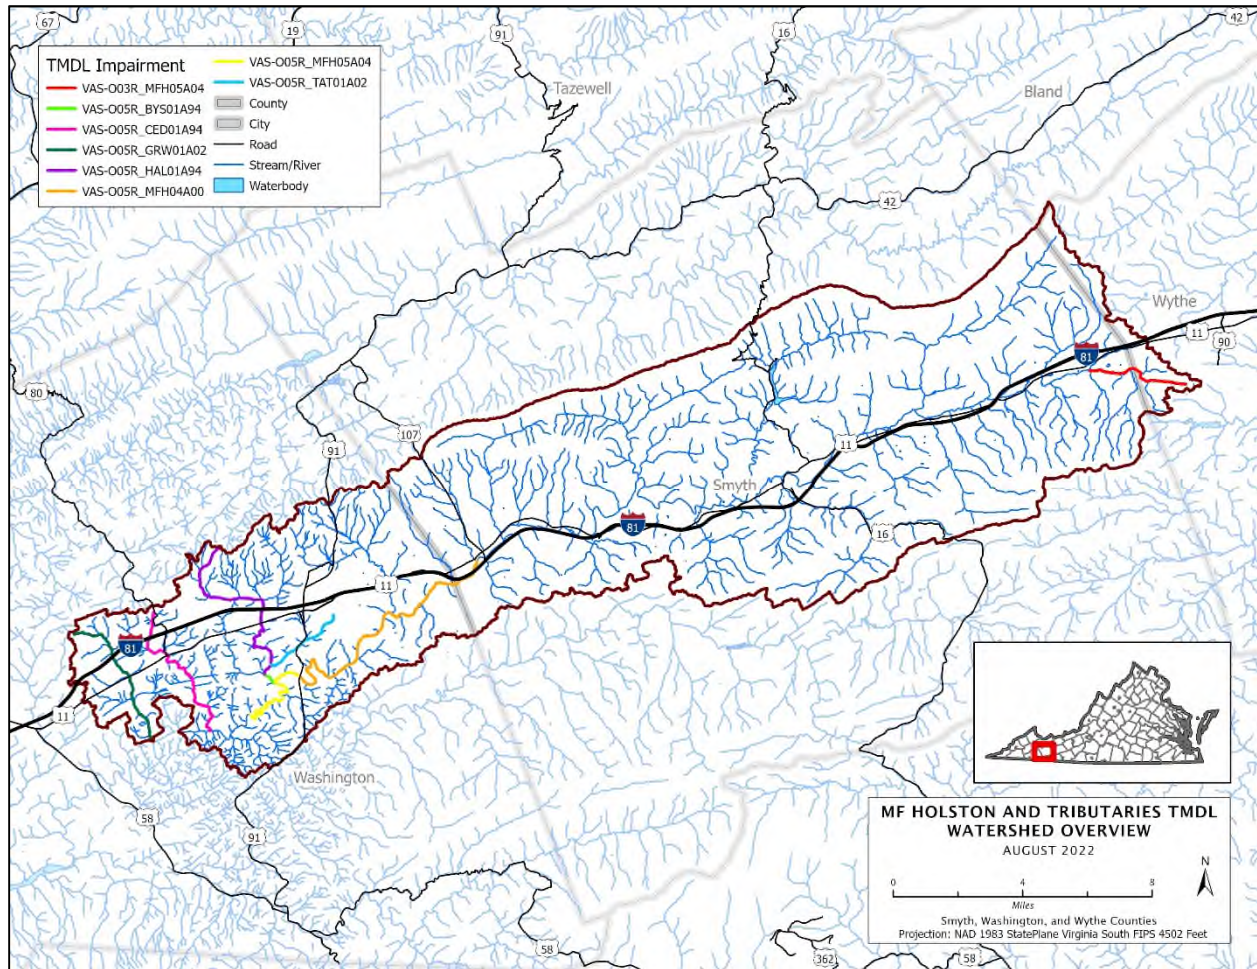 67
19
91
16
42
TMDL Impairment
VAS-O03R_MFH05A04
VAS-O05R_BYS01A94
VAS-O05R_CED01A94
VAS-O05R_GRW01A02
VAS-O05R_HAL01A94
VAS-O05R_MFH04A00
VAS-O05R_MFH05A04
VAS-O05R_TAT01A02
County
City
Road
Stream/River
Waterbody
Tazewell
Bland
42
Wythe
11
90
81
80
107
91
11
Smyth
81
16
11
81
11
Washington
58
91
58
362
58
MF HOLSTON AND TRIBUTARIES TMDL
WATERSHED OVERVIEW
AUGUST 2022
N
0 4 8
Miles
Smyth, Washington, and Wythe Counties
Projection: NAD 1983 StatePlane Virginia South FIPS 4502 Feet